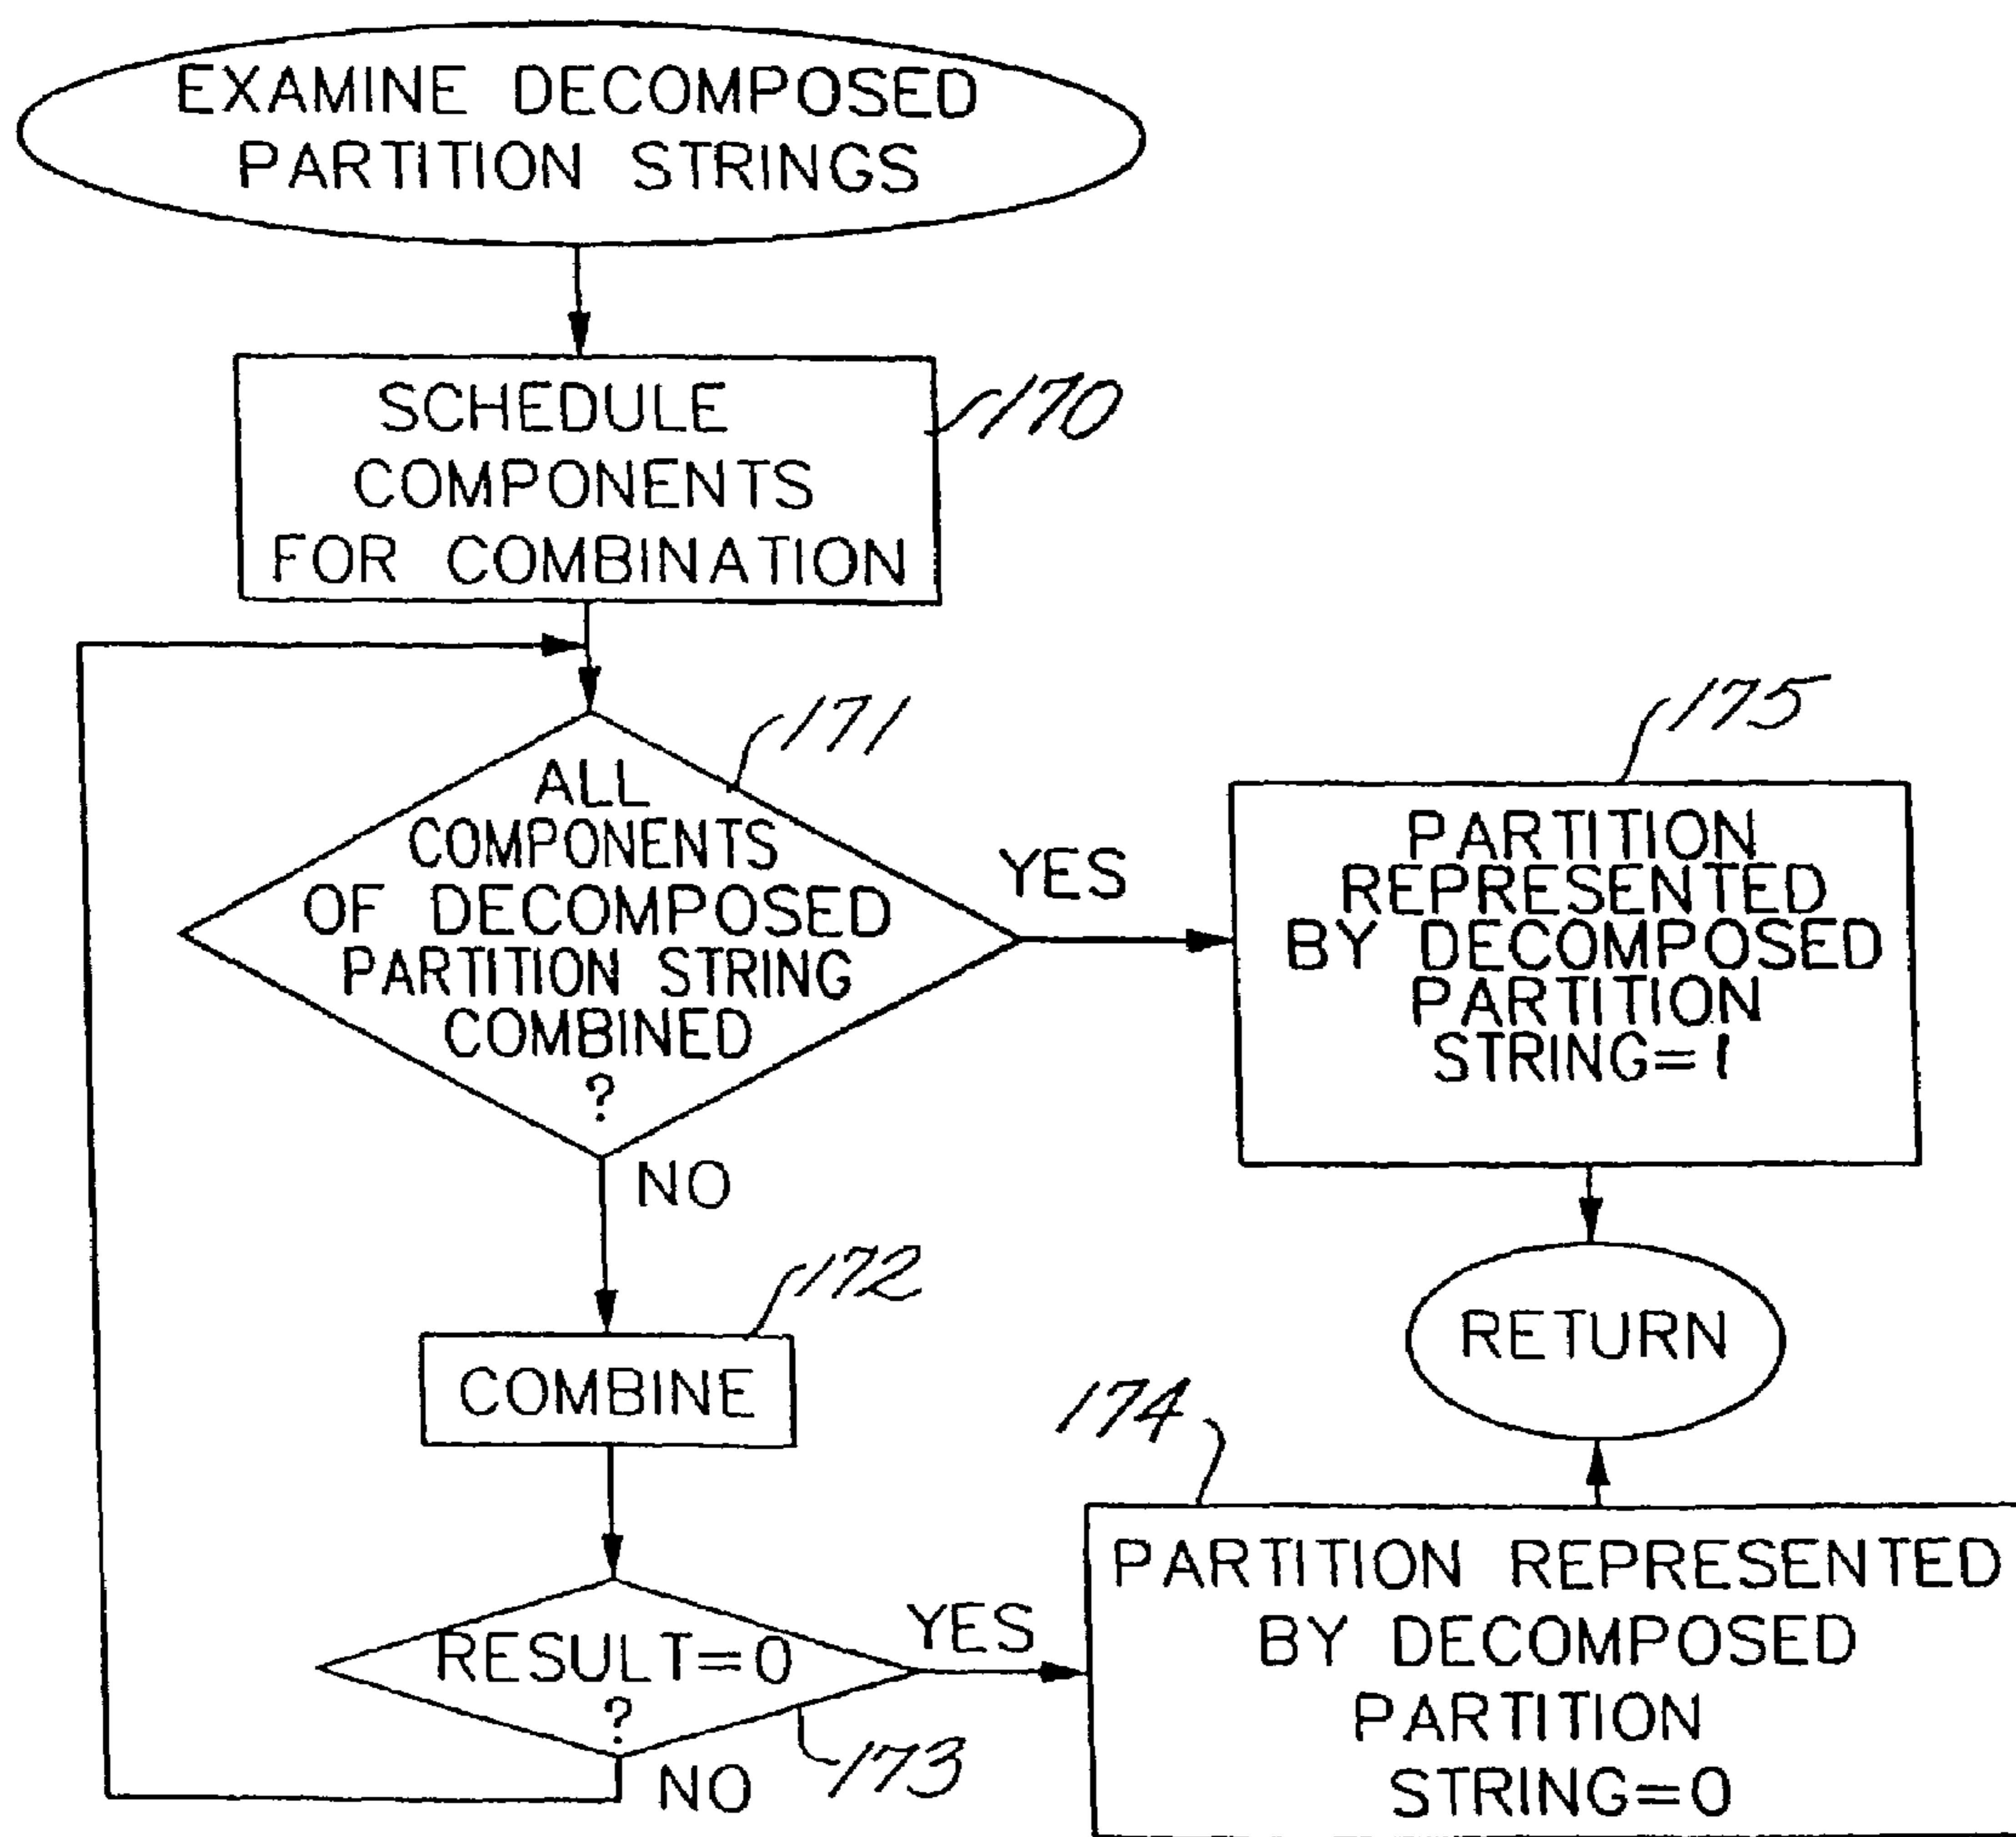 EXAMINE DECOMPOSED
PARTITION STRINGS
SCHEDULE
COMPONENTS
FOR COMBINATION
170
171
ALL
COMPONENTS
OF DECOMPOSED
PARTITION STRING
COMBINED
?
YES
175
PARTITION
REPRESENTED
BY DECOMPOSED
PARTITION
STRING=1
NO
172
COMBINE
RETURN
174
RESULT=0
?
YES
173
NO
PARTITION REPRESENTED
BY DECOMPOSED
PARTITION
STRING=0